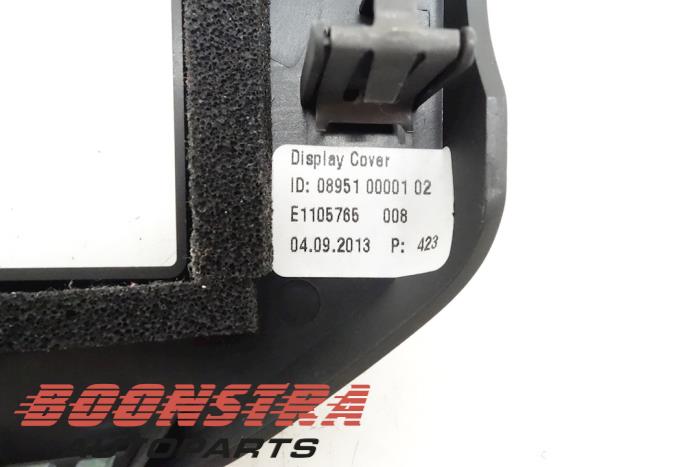 Display Cover
ID: 08951 00001 02
E1105765 008
04.09.2013 P: 423
BOONSTRA
AUTOPARTS